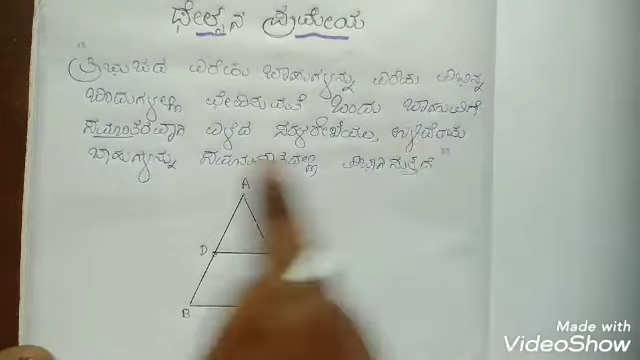 ಥೇಲ್ಸನ ಪ್ರಮೇಯ
"ತ್ರಿಭುಜದ ಎರಡು ಬಾಹುಗಳನ್ನು ಎರಡು ವಿಭಿನ್ನ
ಬಿಂದುಗಳಲ್ಲಿ ಛೇದಿಸುವಂತೆ ಒಂದು ಬಾಹುವಿಗೆ
ಸಮಾಂತರವಾಗಿ ಎಳೆದ ಸರಳರೇಖೆಯು ಉಳಿದೆರಡು
ಬಾಹುಗಳನ್ನು ಸಮಾನುಪಾತದಲ್ಲಿ ವಿಭಾಗಿಸುತ್ತದೆ"
A
D
B
Made with
VideoShow